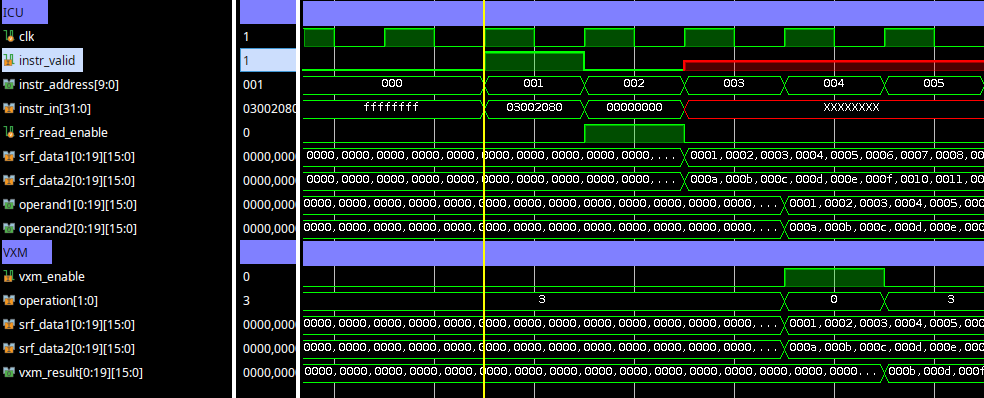 ICU
clk 1
instr_valid 1
instr_address[9:0] 001 000 001 002 003 004 005
instr_in[31:0] 03002080 ffffffff 03002080 00000000 XXXXXXXX
srf_read_enable 0
srf_data1[0:19][15:0] 0000,0000 0000,0000,0000,0000,0000,0000,0000,0000,0000,... 0001,0002,0003,0004,0005,0006,0007,0008,00
srf_data2[0:19][15:0] 0000,0000 0000,0000,0000,0000,0000,0000,0000,0000,0000,... 000a,000b,000c,000d,000e,000f,0010,0011,00
operand1[0:19][15:0] 0000,0000 0000,0000,0000,0000,0000,0000,0000,0000,0000,0000,0000,... 0001,0002,0003,0004,0005,
operand2[0:19][15:0] 0000,000 0000,0000,0000,0000,0000,0000,0000,0000,0000,0000,0000,... 000a,000b,000c,000d,000e,
VXM
vxm_enable 0
operation[1:0] 3 3 0 3
srf_data1[0:19][15:0] 0000,0000 0000,0000,0000,0000,0000,0000,0000,0000,0000,0000,0000,... 0001,0002,0003,0004,0005,
srf_data2[0:19][15:0] 0000,0000 0000,0000,0000,0000,0000,0000,0000,0000,0000,0000,0000,... 000a,000b,000c,000d,000e,
vxm_result[0:19][15:0] 0000,000 0000,0000,0000,0000,0000,0000,0000,0000,0000,0000,0000,0000,0000... 000b,000d,000f